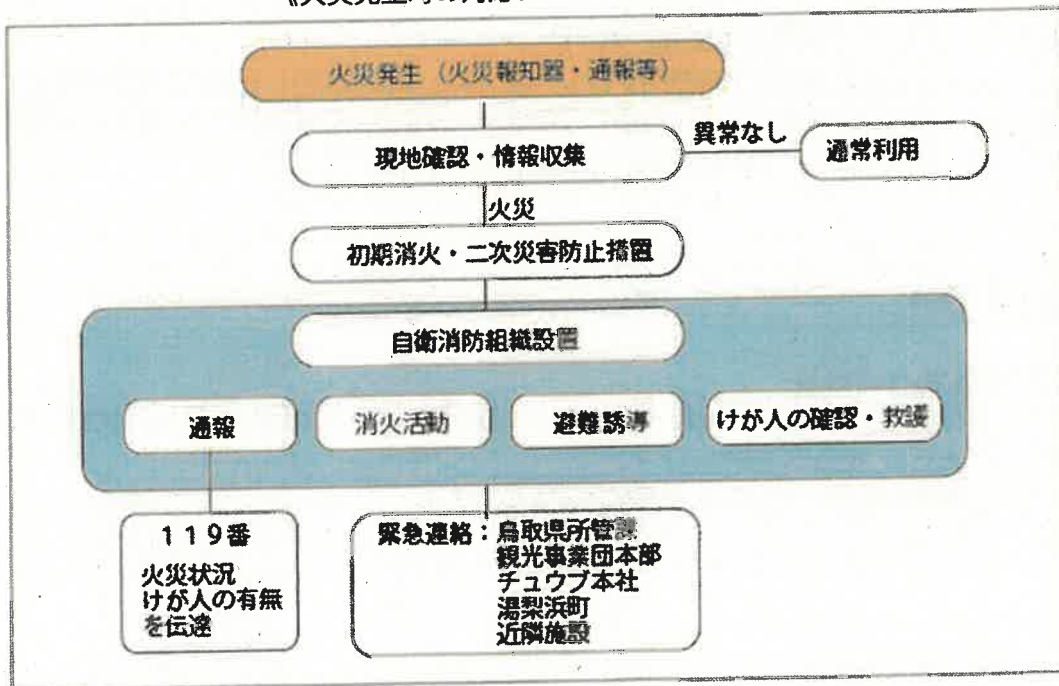 火災発生（火災報知器・通報等）
現地確認・情報収集
異常なし
通常利用
火災
初期消火・二次災害防止措置
自衛消防組織設置
通報
消火活動
避難誘導
けが人の確認・救護
119番
火災状況
けが人の有無
を伝達
緊急連絡：鳥取県所管課
観光事業団本部
チュウブ本社
湯梨浜町
近隣施設